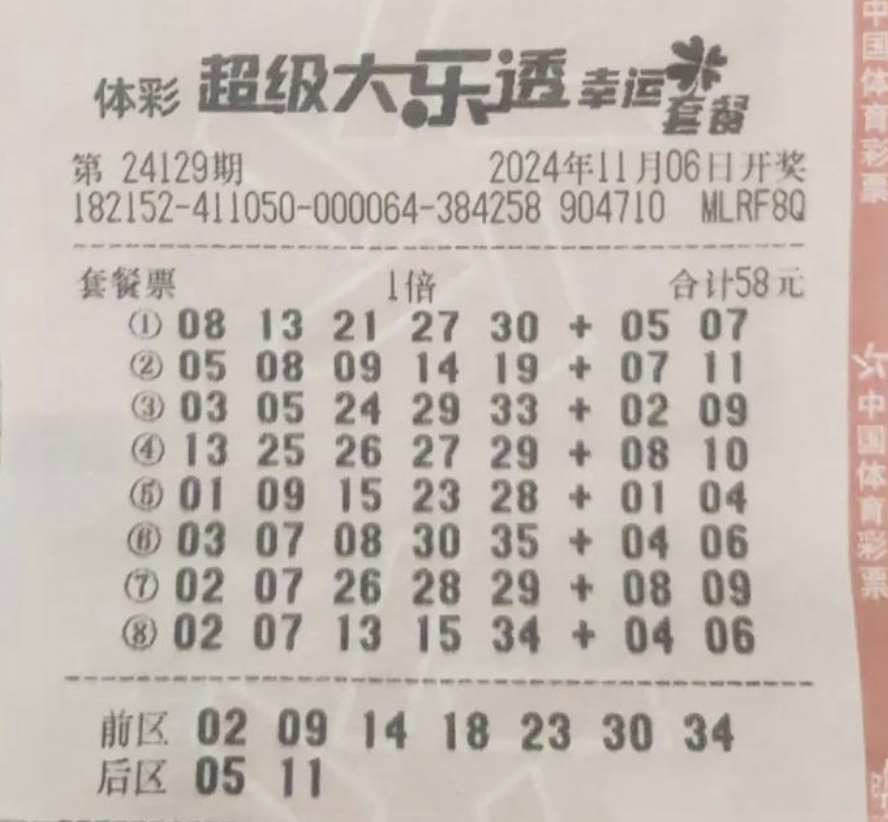 体彩 超级大乐透 幸运套餐
第 24129期 2024年11月06日开奖
182152-411050-000064-384258 904710 MLRF8Q
套餐票 1倍 合计58元
① 08 13 21 27 30 + 05 07
② 05 08 09 14 19 + 07 11
③ 03 05 24 29 33 + 02 09
④ 13 25 26 27 29 + 08 10
⑤ 01 09 15 23 28 + 01 04
⑥ 03 07 08 30 35 + 04 06
⑦ 02 07 26 28 29 + 08 09
⑧ 02 07 13 15 34 + 04 06
前区 02 09 14 18 23 30 34
后区 05 11
中国体育彩票
中国体育彩票